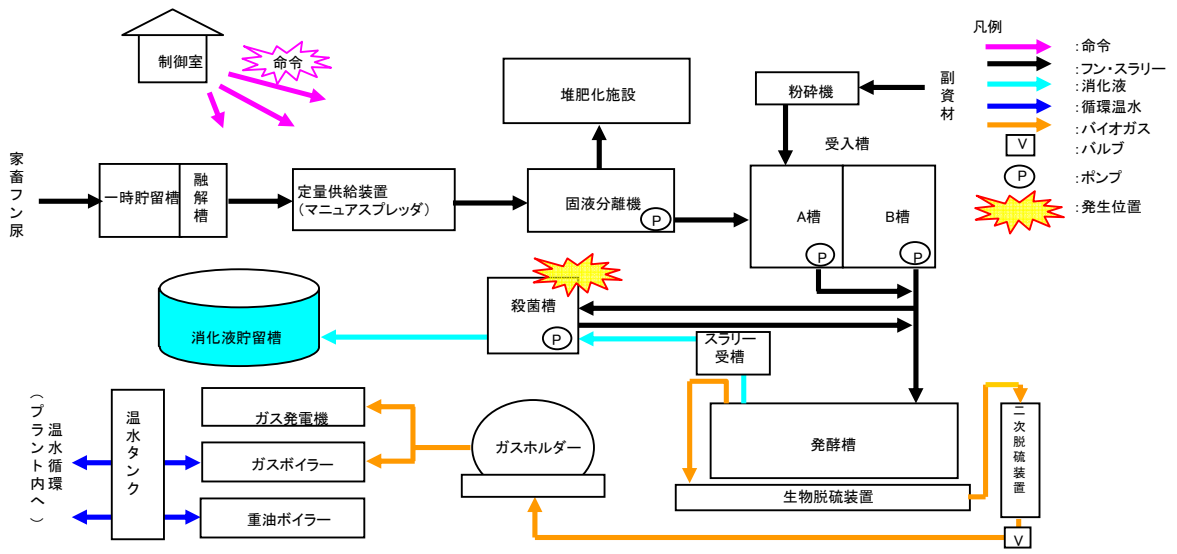 制御室
命令
凡例
:命令
:フン・スラリー
:消化液
:循環温水
:バイオガス
V
:バルブ
P
:ポンプ
:発生位置
堆肥化施設
粉砕機
副資材
受入槽
家畜フン尿
一時貯留槽
融解槽
定量供給装置
（マニュアスプレッダ）
固液分離機
P
A槽
B槽
P
P
殺菌槽
P
消化液貯留槽
スラリー
受槽
ガス発電機
ガスボイラー
重油ボイラー
温水タンク
温水循環
（プラント内へ）
ガスホルダー
発酵槽
生物脱硫装置
二次脱硫装置
V